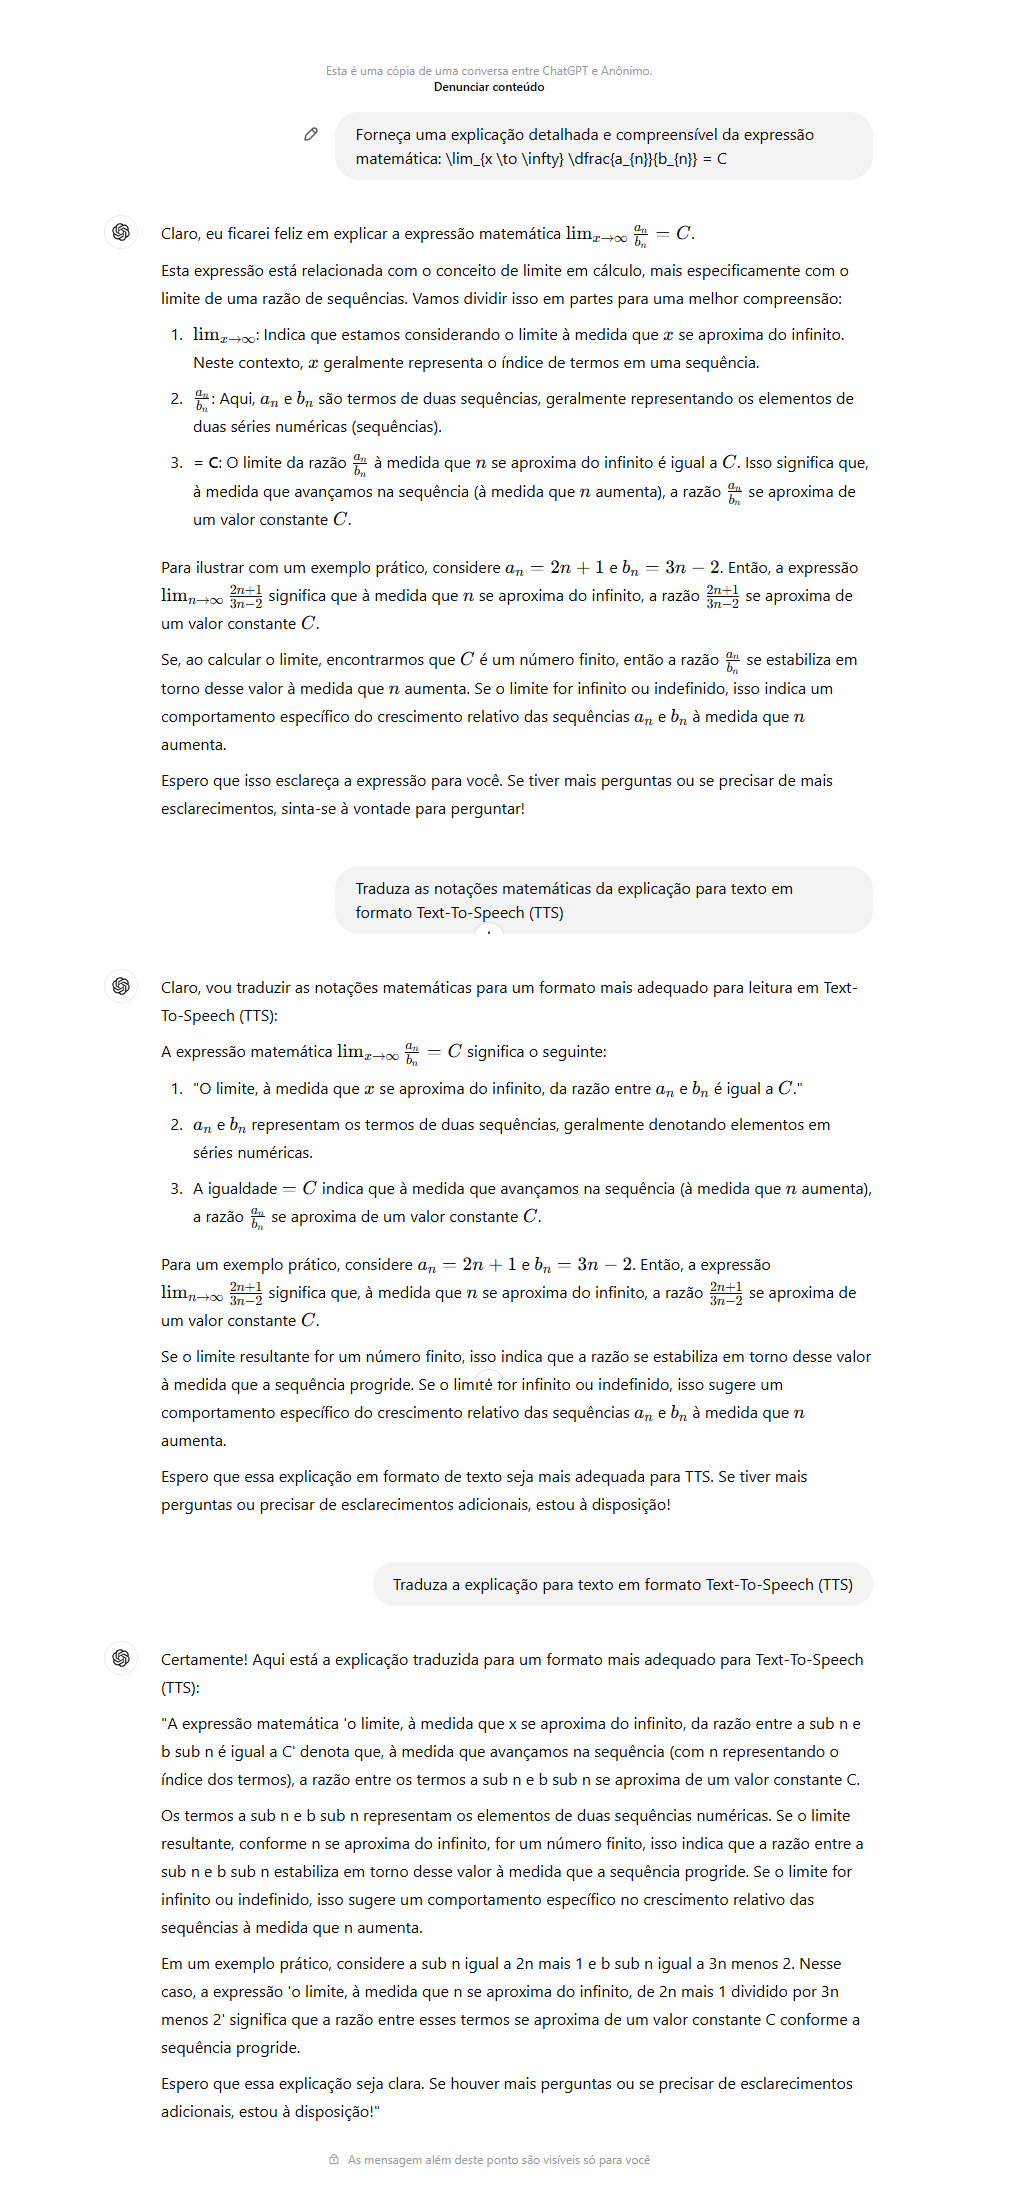 Esta é uma cópia de uma conversa entre ChatGPT e Anônimo.
Denunciar conteúdo
Forneça uma explicação detalhada e compreensível da expressão
matemática: \lim_{x \to \infty} \dfrac{a_{n}}{b_{n}} = C
Claro, eu ficarei feliz em explicar a expressão matemática lim_{x→∞} a_n/b_n = C.
Esta expressão está relacionada com o conceito de limite em cálculo, mais especificamente com o
limite de uma razão de sequências. Vamos dividir isso em partes para uma melhor compreensão:
1. lim_{x→∞}: Indica que estamos considerando o limite à medida que x se aproxima do infinito.
Neste contexto, x geralmente representa o índice de termos em uma sequência.
2. a_n/b_n: Aqui, a_n e b_n são termos de duas sequências, geralmente representando os elementos de
duas séries numéricas (sequências).
3. = C: O limite da razão a_n/b_n à medida que n se aproxima do infinito é igual a C. Isso significa que,
à medida que avançamos na sequência (à medida que n aumenta), a razão a_n/b_n se aproxima de
um valor constante C.
Para ilustrar com um exemplo prático, considere a_n = 2n + 1 e b_n = 3n − 2. Então, a expressão
lim_{n→∞} (2n+1)/(3n−2) significa que à medida que n se aproxima do infinito, a razão (2n+1)/(3n−2) se aproxima de
um valor constante C.
Se, ao calcular o limite, encontrarmos que C é um número finito, então a razão a_n/b_n se estabiliza em
torno desse valor à medida que n aumenta. Se o limite for infinito ou indefinido, isso indica um
comportamento específico do crescimento relativo das sequências a_n e b_n à medida que n
aumenta.
Espero que isso esclareça a expressão para você. Se tiver mais perguntas ou se precisar de mais
esclarecimentos, sinta-se à vontade para perguntar!
Traduza as notações matemáticas da explicação para texto em
formato Text-To-Speech (TTS)
Claro, vou traduzir as notações matemáticas para um formato mais adequado para leitura em Text-
To-Speech (TTS):
A expressão matemática lim_{x→∞} a_n/b_n = C significa o seguinte:
1. "O limite, à medida que x se aproxima do infinito, da razão entre a_n e b_n é igual a C."
2. a_n e b_n representam os termos de duas sequências, geralmente denotando elementos em
séries numéricas.
3. A igualdade = C indica que à medida que avançamos na sequência (à medida que n aumenta),
a razão a_n/b_n se aproxima de um valor constante C.
Para um exemplo prático, considere a_n = 2n + 1 e b_n = 3n − 2. Então, a expressão
lim_{n→∞} (2n+1)/(3n−2) significa que, à medida que n se aproxima do infinito, a razão (2n+1)/(3n−2) se aproxima de
um valor constante C.
Se o limite resultante for um número finito, isso indica que a razão se estabiliza em torno desse valor
à medida que a sequência progride. Se o limite for infinito ou indefinido, isso sugere um
comportamento específico do crescimento relativo das sequências a_n e b_n à medida que n
aumenta.
Espero que essa explicação em formato de texto seja mais adequada para TTS. Se tiver mais
perguntas ou precisar de esclarecimentos adicionais, estou à disposição!
Traduza a explicação para texto em formato Text-To-Speech (TTS)
Certamente! Aqui está a explicação traduzida para um formato mais adequado para Text-To-Speech
(TTS):
"A expressão matemática 'o limite, à medida que x se aproxima do infinito, da razão entre a sub n e
b sub n é igual a C' denota que, à medida que avançamos na sequência (com n representando o
índice dos termos), a razão entre os termos a sub n e b sub n se aproxima de um valor constante C.
Os termos a sub n e b sub n representam os elementos de duas sequências numéricas. Se o limite
resultante, conforme n se aproxima do infinito, for um número finito, isso indica que a razão entre a
sub n e b sub n estabiliza em torno desse valor à medida que a sequência progride. Se o limite for
infinito ou indefinido, isso sugere um comportamento específico no crescimento relativo das
sequências à medida que n aumenta.
Em um exemplo prático, considere a sub n igual a 2n mais 1 e b sub n igual a 3n menos 2. Nesse
caso, a expressão 'o limite, à medida que n se aproxima do infinito, de 2n mais 1 dividido por 3n
menos 2' significa que a razão entre esses termos se aproxima de um valor constante C conforme a
sequência progride.
Espero que essa explicação seja clara. Se houver mais perguntas ou se precisar de esclarecimentos
adicionais, estou à disposição!"
As mensagem além deste ponto são visíveis só para você